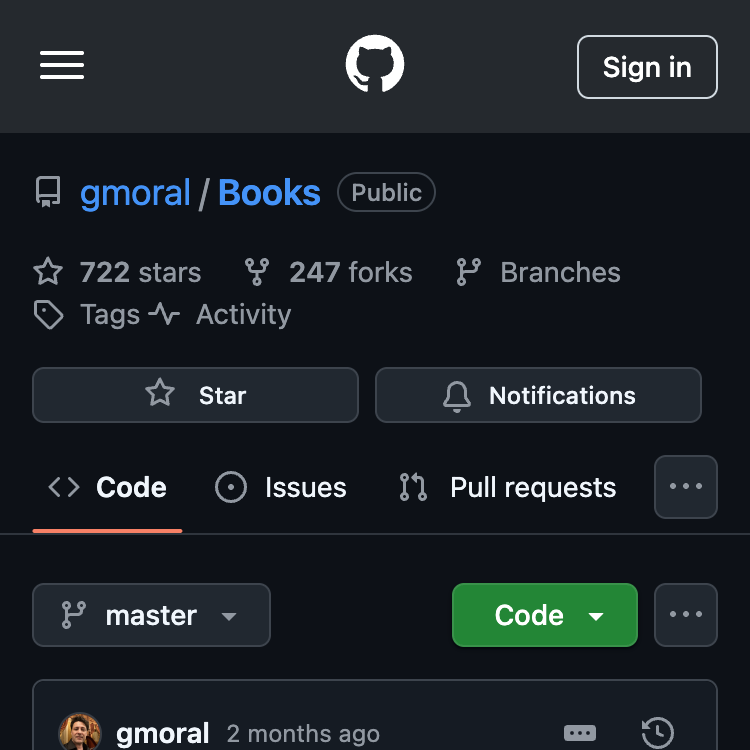 Sign in
gmoral / Books Public
722 stars 247 forks Branches
Tags Activity
Star Notifications
Code Issues Pull requests
master Code
gmoral 2 months ago